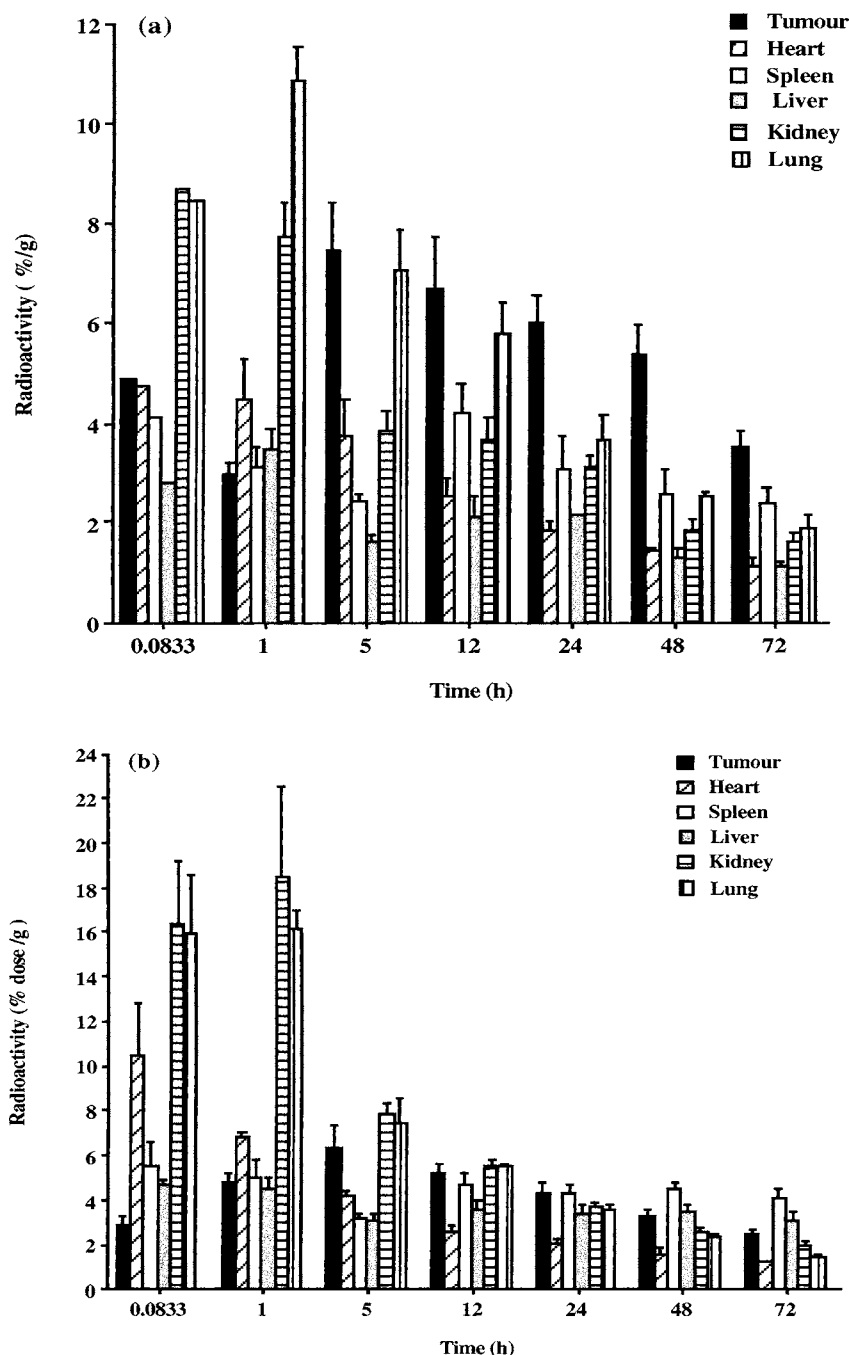 (a)
Tumour
Heart
Spleen
Liver
Kidney
Lung
12
10
8
6
4
2
0
Radioactivity ( %/g)
0.0833 1 5 12 24 48 72
Time (h)
(b)
Tumour
Heart
Spleen
Liver
Kidney
Lung
24
22
20
18
16
14
12
10
8
6
4
2
0
Radioactivity (% dose/g)
0.0833 1 5 12 24 48 72
Time (h)